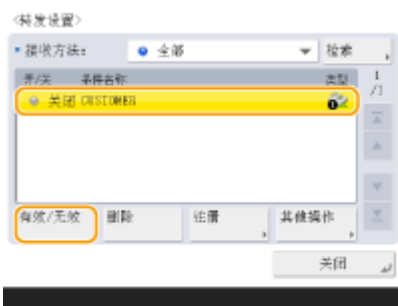 <转发设置>
▪ 接收方法: 全部 检索
开/关 条件名称 类型
关闭 CUSTOMER
1
/1
有效/无效 删除 注册 其他操作
关闭